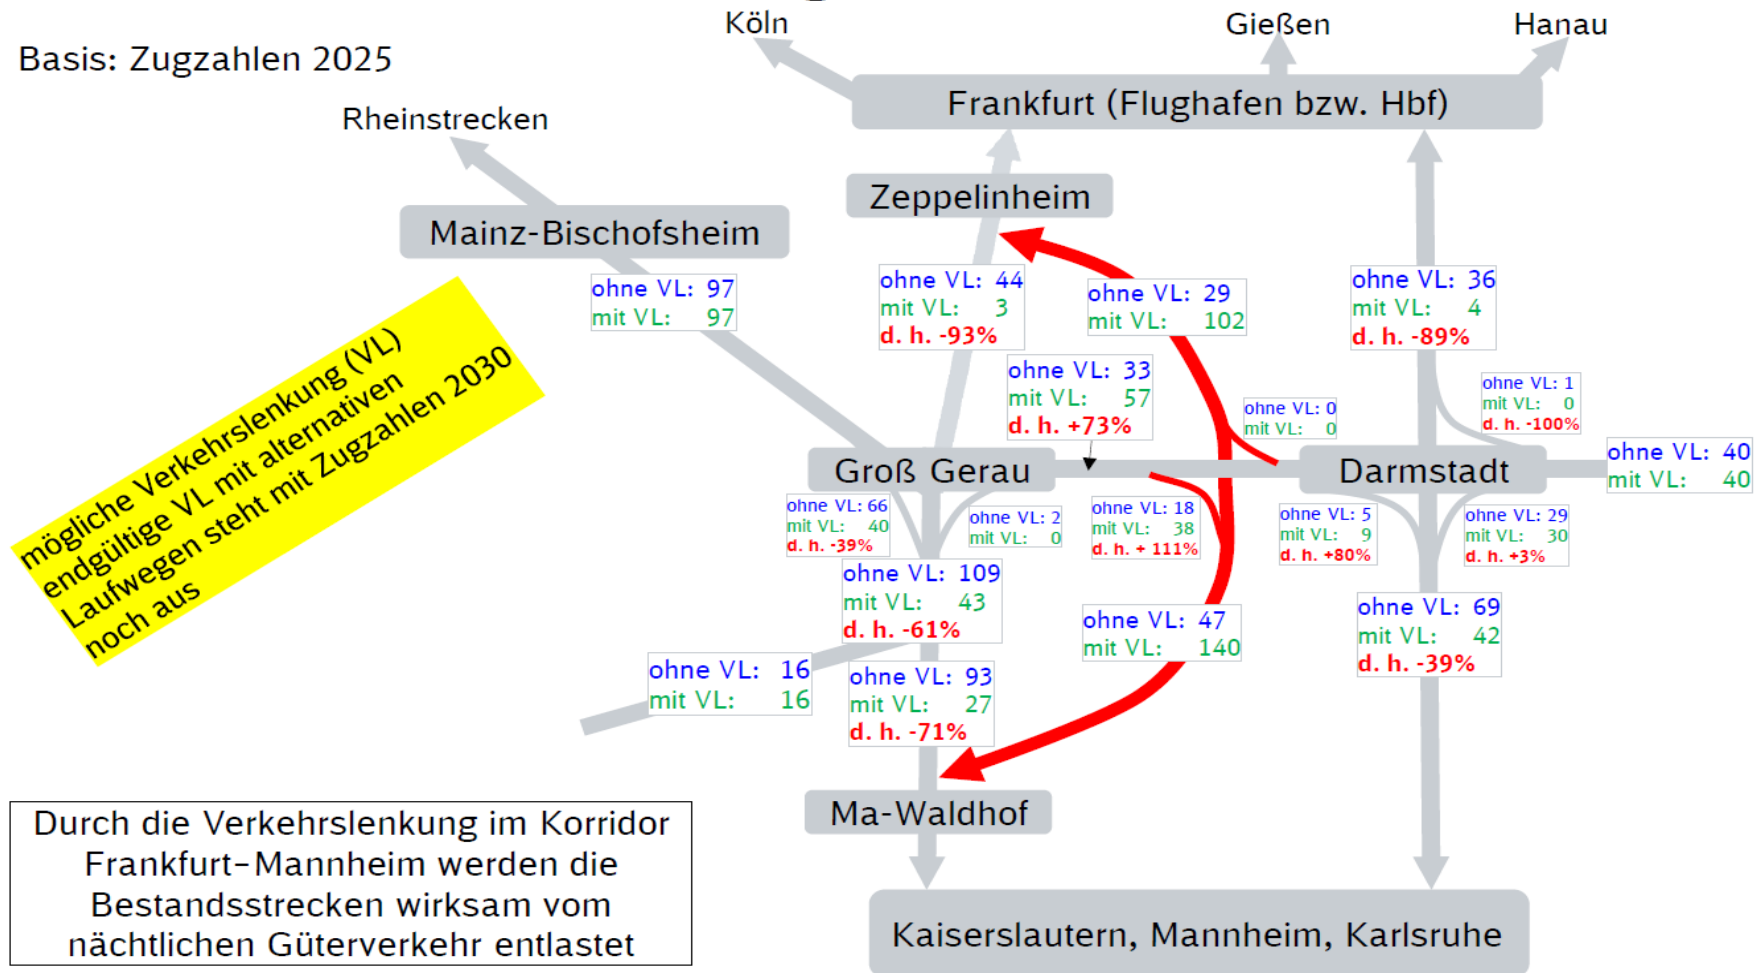 Basis: Zugzahlen 2025
Köln
Gießen
Hanau
Frankfurt (Flughafen bzw. Hbf)
Rheinstrecken
Zeppelinheim
Mainz-Bischofsheim
ohne VL: 97
mit VL: 97
ohne VL: 44
mit VL: 3
d. h. -93%
ohne VL: 29
mit VL: 102
ohne VL: 36
mit VL: 4
d. h. -89%
mögliche Verkehrslenkung (VL)
endgültige VL mit alternativen
Laufwegen steht mit Zugzahlen 2030
noch aus
ohne VL: 33
mit VL: 57
d. h. +73%
ohne VL: 0
mit VL: 0
ohne VL: 1
mit VL: 0
d. h. -100%
Groß Gerau
Darmstadt
ohne VL: 40
mit VL: 40
ohne VL: 66
mit VL: 40
d. h. -39%
ohne VL: 2
mit VL: 0
ohne VL: 18
mit VL: 38
d. h. + 111%
ohne VL: 5
mit VL: 9
d. h. +80%
ohne VL: 29
mit VL: 30
d. h. +3%
ohne VL: 109
mit VL: 43
d. h. -61%
ohne VL: 47
mit VL: 140
ohne VL: 69
mit VL: 42
d. h. -39%
ohne VL: 16
mit VL: 16
ohne VL: 93
mit VL: 27
d. h. -71%
Ma-Waldhof
Durch die Verkehrslenkung im Korridor
Frankfurt–Mannheim werden die
Bestandsstrecken wirksam vom
nächtlichen Güterverkehr entlastet
Kaiserslautern, Mannheim, Karlsruhe